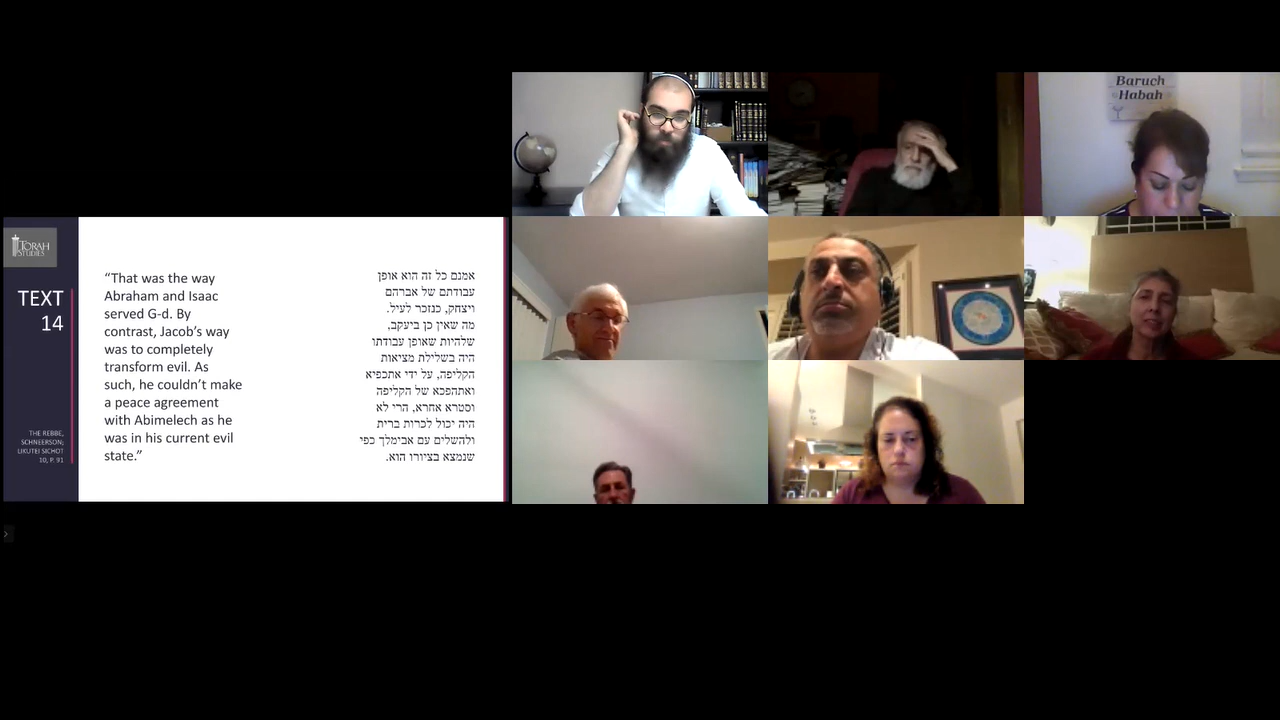 TORAH
STUDIES
TEXT
14
THE REBBE,
SCHNEERSON;
LIKUTEI SICHOT
10, P. 91
“That was the way
Abraham and Isaac
served G-d. By
contrast, Jacob’s way
was to completely
transform evil. As
such, he couldn’t make
a peace agreement
with Abimelech as he
was in his current evil
state.”
אמנם כל זה הוא אופן
עבודתם של אברהם
ויצחק, כנזכר לעיל.
מה שאין כן ביעקב,
שלהיות שאופן עבודתו
היה בשלילת מציאות
הקליפה, על ידי אתכפיא
ואתהפכא של הקליפה
וסטרא אחרא, הרי לא
היה יכול לכרות ברית
ולהשלים עם אבימלך כפי
שנמצא בציורו הוא.
Baruch
Habah